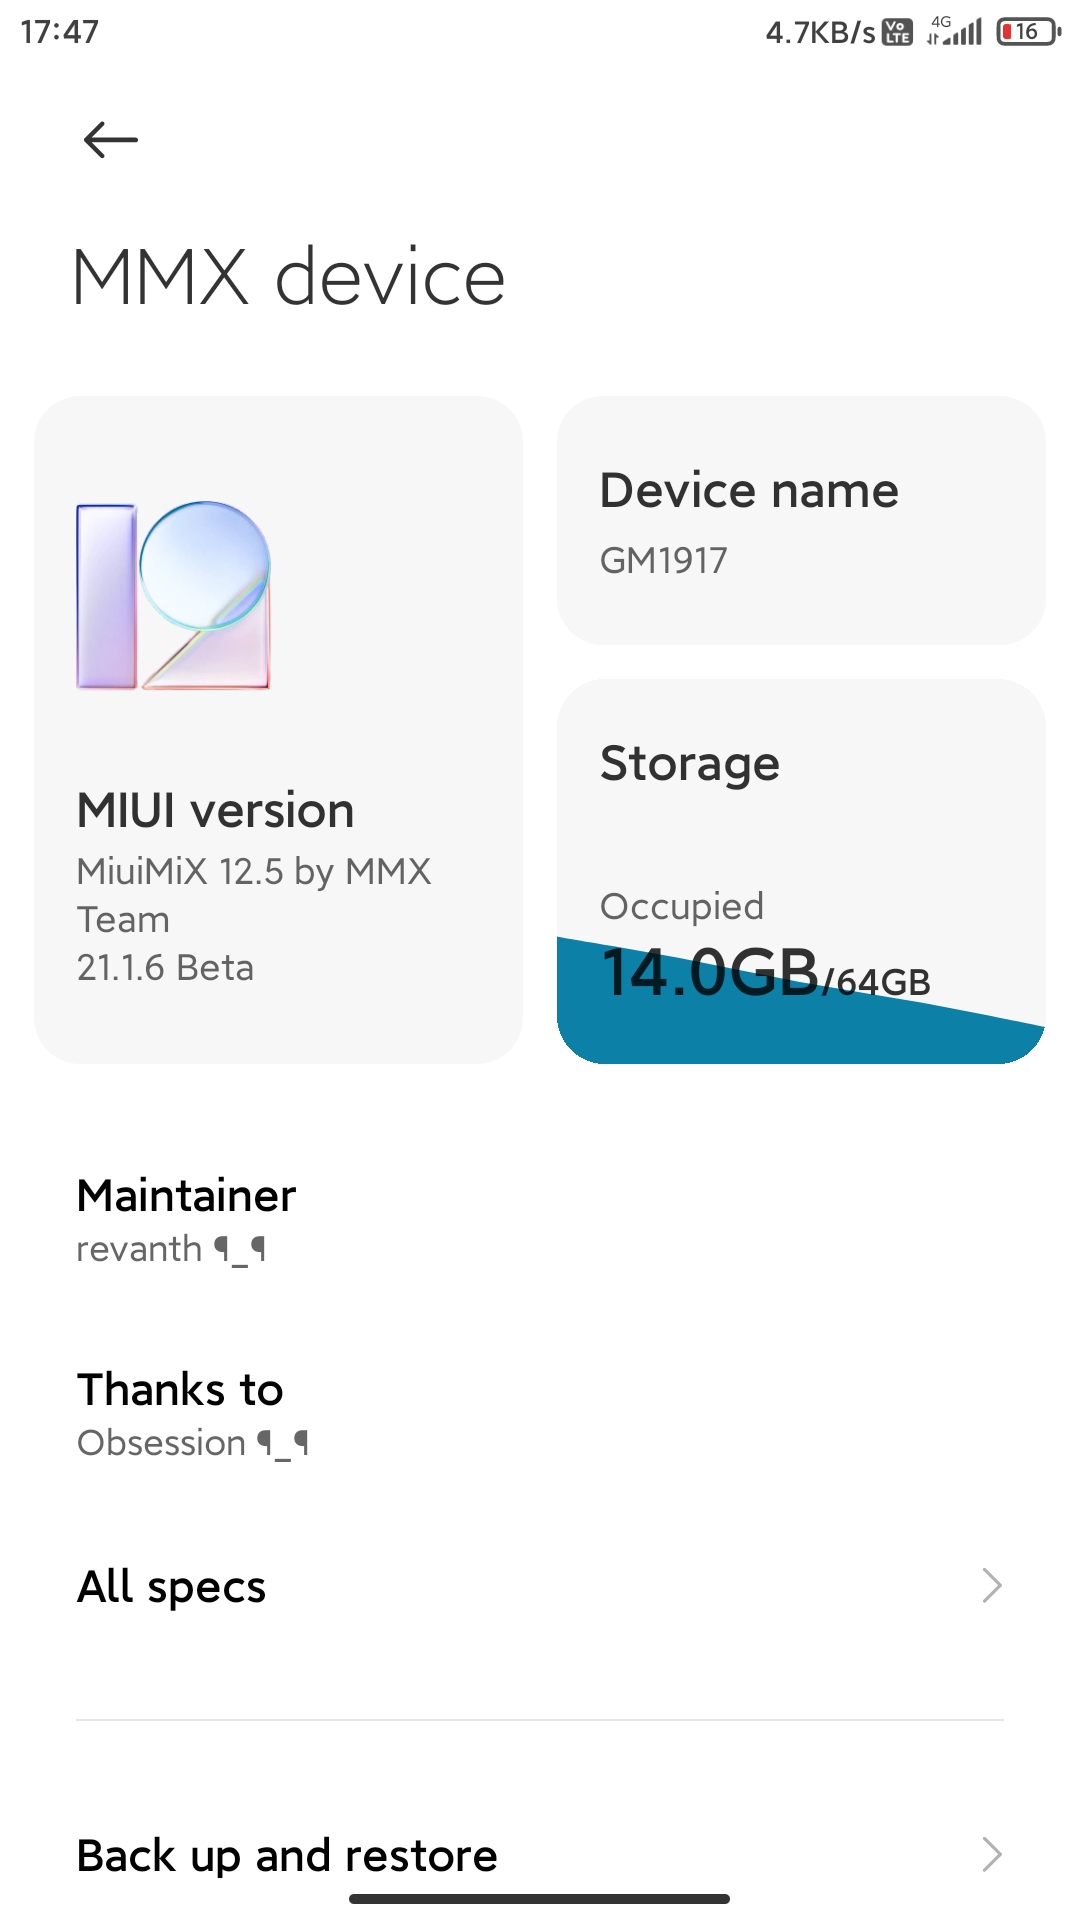 17:47 4.7KB/s Vo LTE 4G 16
MMX device
12
MIUI version
MiuiMiX 12.5 by MMX
Team
21.1.6 Beta
Device name
GM1917
Storage
Occupied
14.0GB/64GB
Maintainer
revanth ¶_¶
Thanks to
Obsession ¶_¶
All specs
Back up and restore